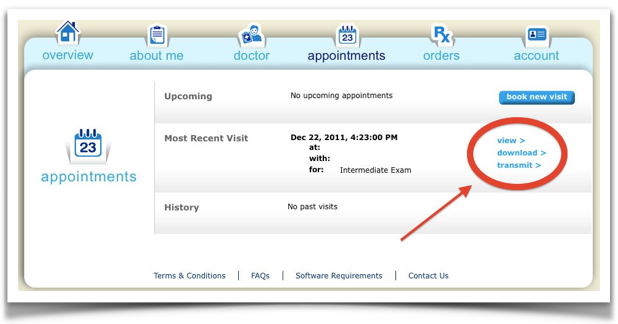 overview about me doctor appointments orders account
23
Rx
Upcoming No upcoming appointments book new visit
Most Recent Visit Dec 22, 2011, 4:23:00 PM view >
at: download >
with: transmit >
for: Intermediate Exam
23
appointments
History No past visits
Terms & Conditions | FAQs | Software Requirements | Contact Us